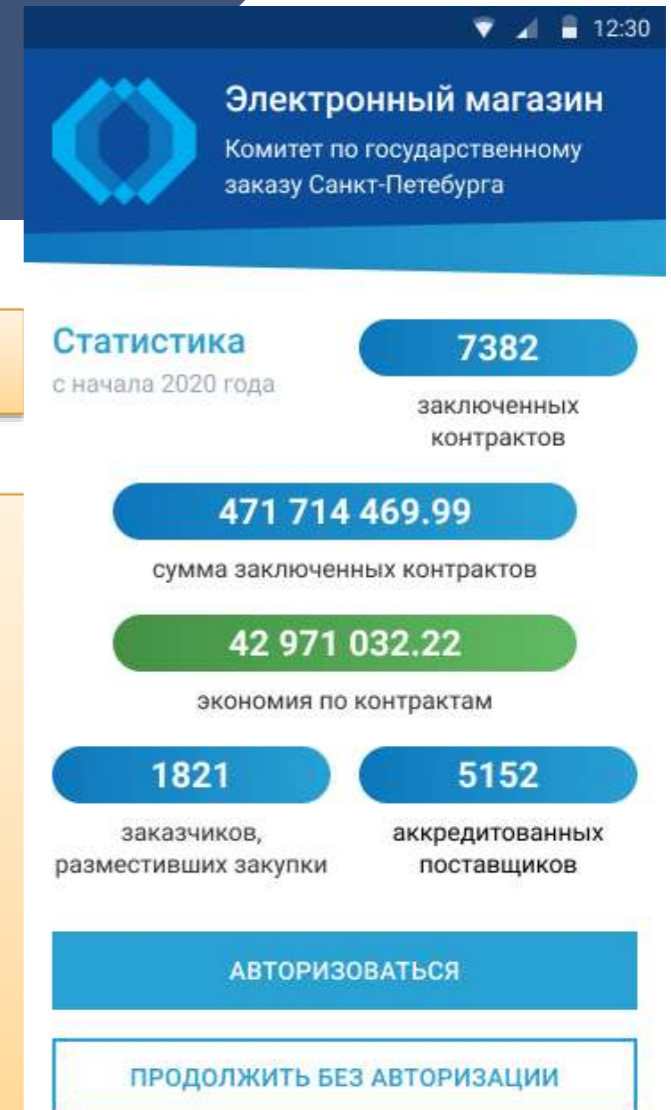 12:30
Электронный магазин
Комитет по государственному
заказу Санкт-Петебурга
Статистика
с начала 2020 года
7382
заключенных
контрактов
471 714 469.99
сумма заключенных контрактов
42 971 032.22
экономия по контрактам
1821
заказчиков,
разместивших закупки
5152
аккредитованных
поставщиков
АВТОРИЗОВАТЬСЯ
ПРОДОЛЖИТЬ БЕЗ АВТОРИЗАЦИИ